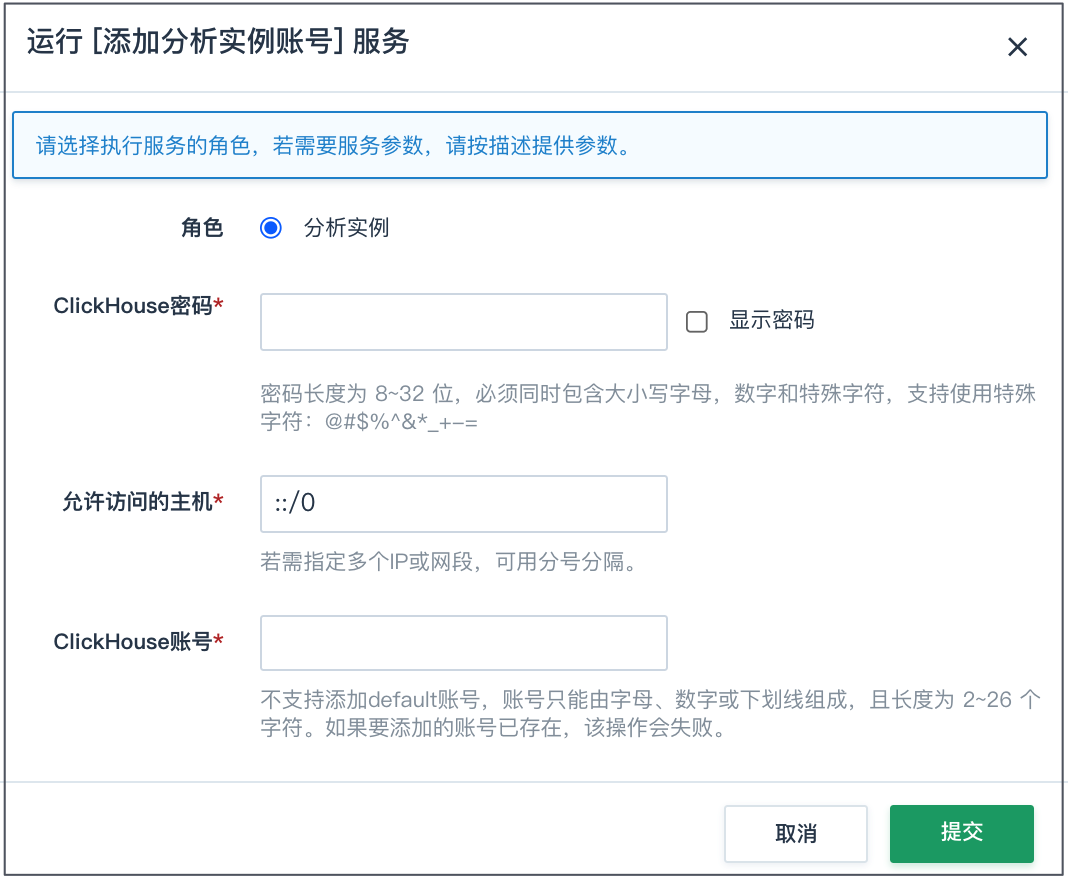 运行 [添加分析实例账号] 服务
请选择执行服务的角色，若需要服务参数，请按描述提供参数。
角色 分析实例
ClickHouse密码* 显示密码
密码长度为 8~32 位，必须同时包含大小写字母，数字和特殊字符，支持使用特殊
字符：@#$%^&*_+-=
允许访问的主机* ::/0
若需指定多个IP或网段，可用分号分隔。
ClickHouse账号*
不支持添加default账号，账号只能由字母、数字或下划线组成，且长度为 2~26 个
字符。如果要添加的账号已存在，该操作会失败。
取消 提交